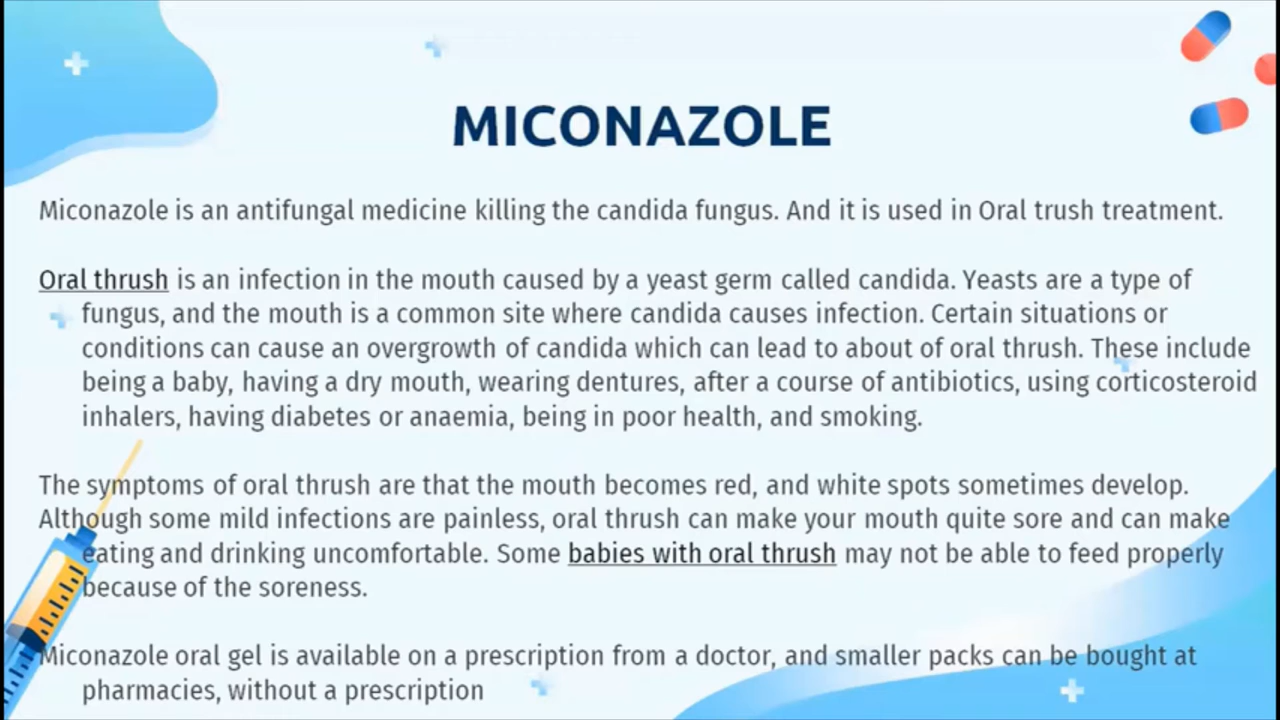 MICONAZOLE
Miconazole is an antifungal medicine killing the candida fungus. And it is used in Oral trush treatment.
Oral thrush is an infection in the mouth caused by a yeast germ called candida. Yeasts are a type of
fungus, and the mouth is a common site where candida causes infection. Certain situations or
conditions can cause an overgrowth of candida which can lead to about of oral thrush. These include
being a baby, having a dry mouth, wearing dentures, after a course of antibiotics, using corticosteroid
inhalers, having diabetes or anaemia, being in poor health, and smoking.
The symptoms of oral thrush are that the mouth becomes red, and white spots sometimes develop.
Although some mild infections are painless, oral thrush can make your mouth quite sore and can make
eating and drinking uncomfortable. Some babies with oral thrush may not be able to feed properly
because of the soreness.
Miconazole oral gel is available on a prescription from a doctor, and smaller packs can be bought at
pharmacies, without a prescription